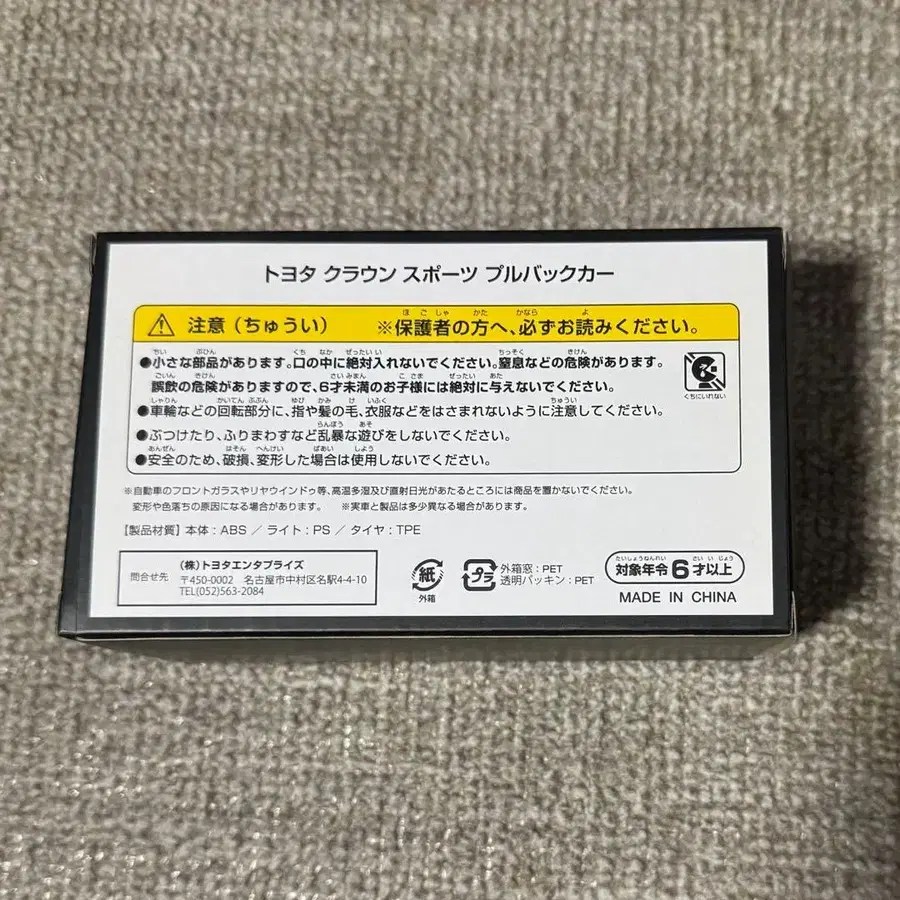 トヨタ クラウン スポーツ プルバックカー
注意(ちゅうい) ※保護者の方へ、必ずお読みください。
●小さな部品があります。口の中に絶対入れないでください。窒息などの危険があります。
誤飲の危険がありますので、6才未満のお子様には絶対に与えないでください。
●車輪などの回転部分に、指や髪の毛、衣服などをはさまれないように注意してください。
●ぶつけたり、ふりまわすなど乱暴な遊びをしないでください。
●安全のため、破損、変形した場合は使用しないでください。
くちにいれない
※自動車のフロントガラスやリヤウインドゥ等、高温多湿及び直射日光があたるところには商品を置かないでください。
変形や色落ちの原因になる場合があります。 ※実車と製品は多少異なる場合があります。
【製品材質】本体:ABS / ライト:PS / タイヤ:TPE
問合せ先
(株)トヨタエンタプライズ
〒450-0002 名古屋市中村区名駅4-4-10
TEL(052)563-2084
紙
外箱
プラ
外箱窓:PET
透明パッキン:PET
対象年令6才以上
MADE IN CHINA